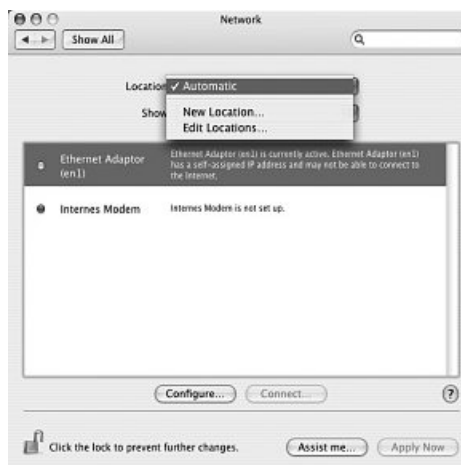 Network
Show All
Location
✓ Automatic
New Location...
Edit Locations...
Show
Ethernet Adaptor
(en1)
Ethernet Adaptor (en1) is currently active. Ethernet Adaptor (en1)
has a self-assigned IP address and may not be able to connect to
the Internet.
Internes Modem
Internes Modem is not set up.
Configure...
Connect...
?
Click the lock to prevent further changes.
Assist me...
Apply Now